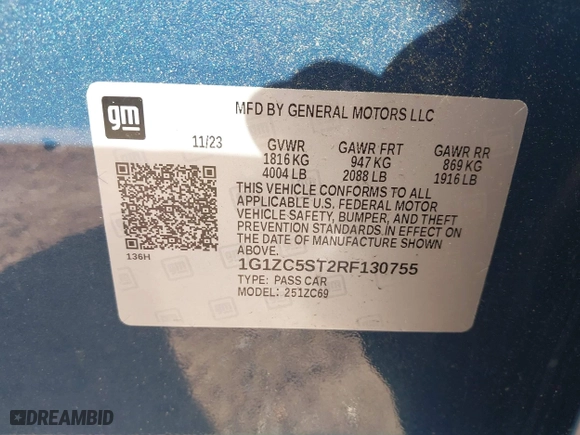 gm
MFD BY GENERAL MOTORS LLC
11/23 GVWR GAWR FRT GAWR RR
1816 KG 947 KG 869 KG
4004 LB 2088 LB 1916 LB
THIS VEHICLE CONFORMS TO ALL
APPLICABLE U.S. FEDERAL MOTOR
VEHICLE SAFETY, BUMPER, AND THEFT
PREVENTION STANDARDS IN EFFECT ON
THE DATE OF MANUFACTURE SHOWN
ABOVE.
136H
1G1ZC5ST2RF130755
TYPE: PASS CAR
MODEL: 251ZC69
DREAMBID